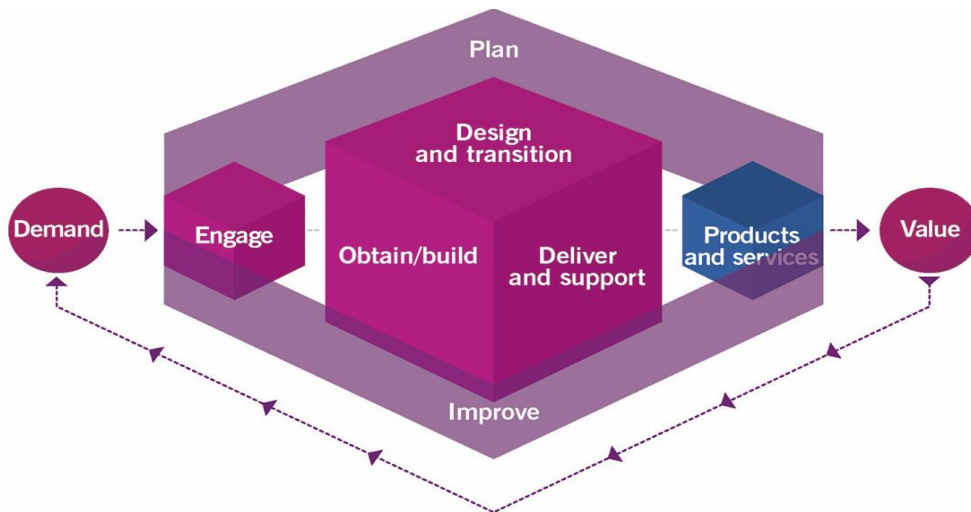 Plan
Design
and transition
Demand
Engage
Obtain/build
Deliver
and support
Products
and services
Value
Improve